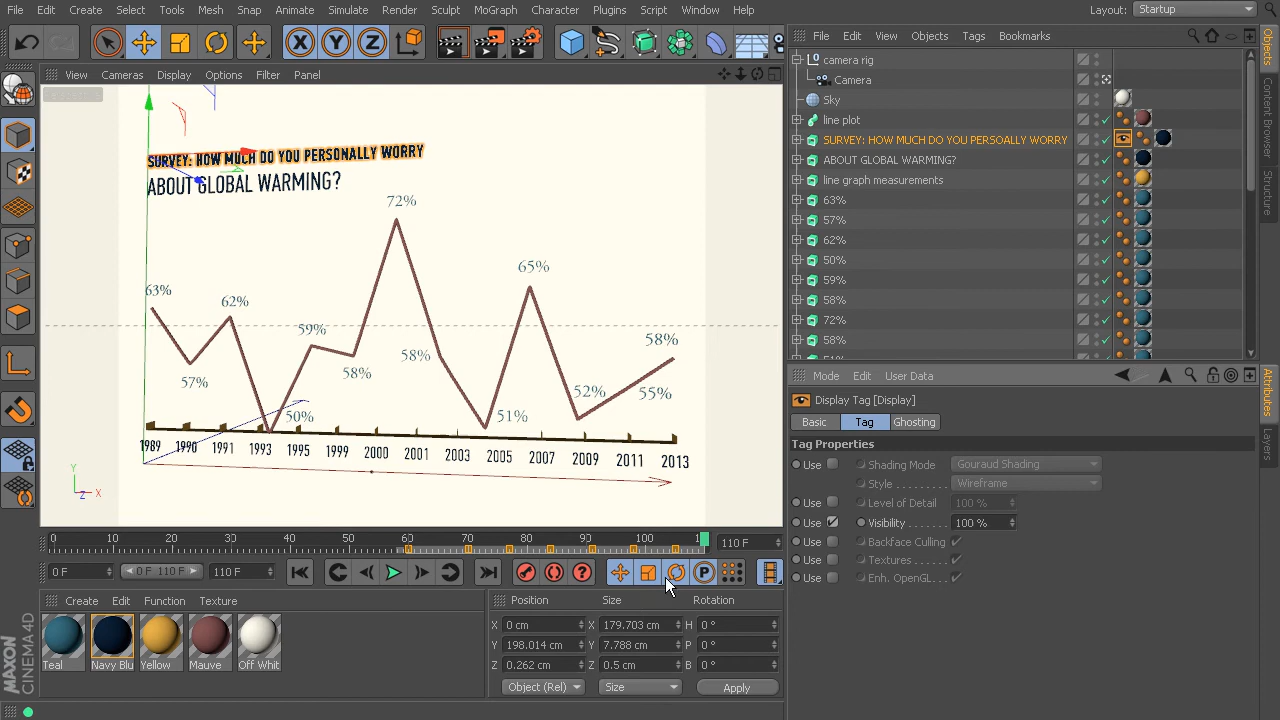 File Edit Create Select Tools Mesh Snap Animate Simulate Render Sculpt MoGraph Character Plugins Script Window Help Layout: Startup
File Edit View Objects Tags Bookmarks
View Cameras Display Options Filter Panel
camera rig
Camera
Sky
line plot
SURVEY: HOW MUCH DO YOU PERSOALLY WORRY
ABOUT GLOBAL WARMING?
line graph measurements
63%
57%
62%
50%
59%
58%
72%
58%
51%
Objects
Content Browser
Structure
SURVEY: HOW MUCH DO YOU PERSONALLY WORRY
ABOUT GLOBAL WARMING?
72%
65%
63%
62%
59%
58%
58%
57%
58%
52%
55%
50%
51%
1989 1990 1991 1993 1995 1999 2000 2001 2003 2005 2007 2009 2011 2013
Y
Z X
Mode Edit User Data
Display Tag [Display]
Basic Tag Ghosting
Tag Properties
Use Shading Mode Gouraud Shading
Style Wireframe
Use Level of Detail 100 %
Use Visibility 100 %
Use Backface Culling
Use Textures
Use Enh. OpenGL
Attributes
Layers
0 10 20 30 40 50 60 70 80 90 100 110 F
0 F 0 F 110 F 110 F
Create Edit Function Texture
Teal Navy Blu Yellow Mauve Off Whit
Position Size Rotation
X 0 cm X 179.703 cm H 0 °
Y 198.014 cm Y 7.788 cm P 0 °
Z 0.262 cm Z 0.5 cm B 0 °
Object (Rel) Size Apply
MAXON
CINEMA 4D